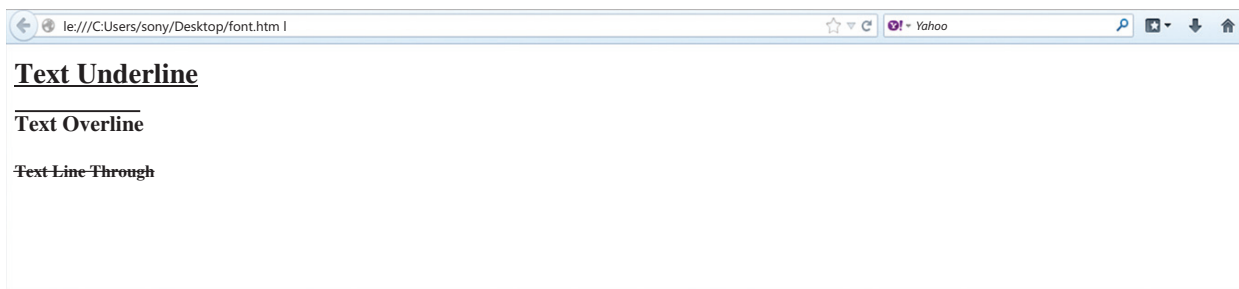 le:///C:Users/sony/Desktop/font.htm l
Y! Yahoo
Text Underline
Text Overline
Text Line Through